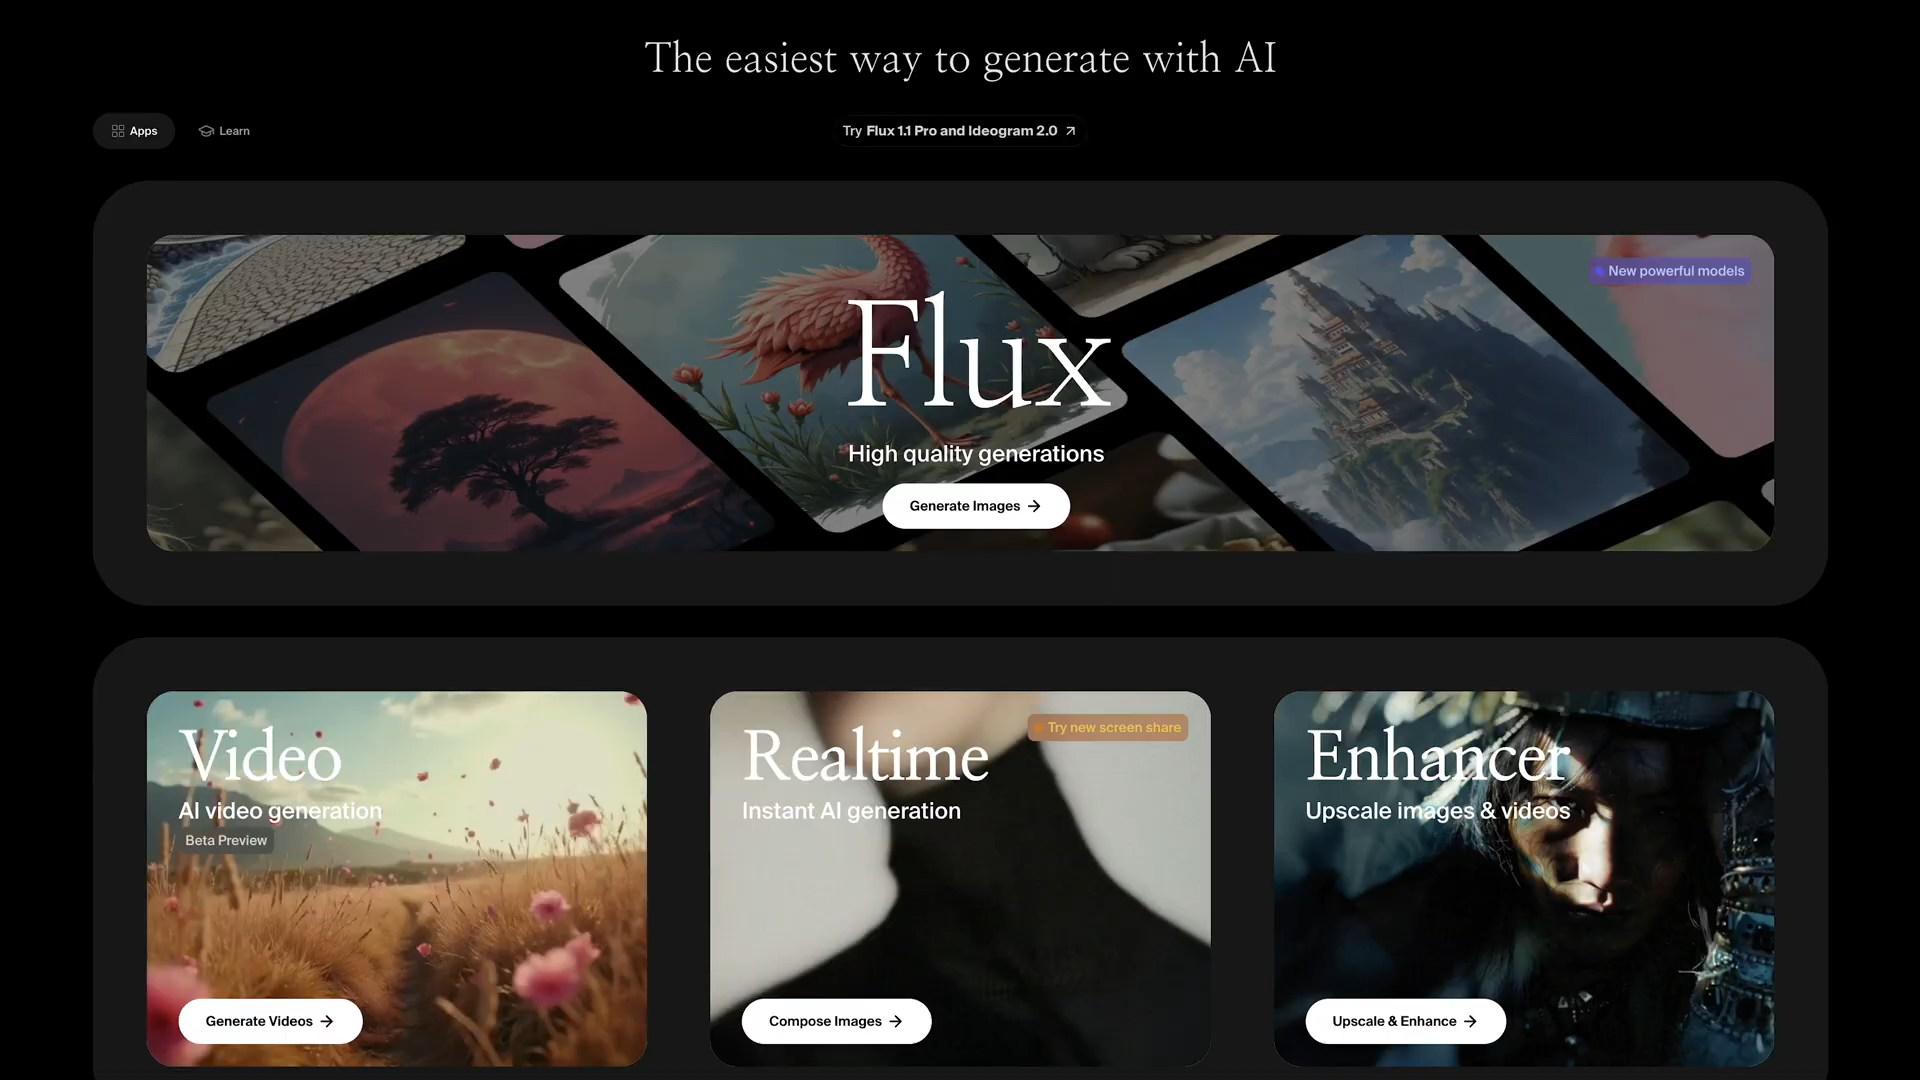 The easiest way to generate with AI
Apps
Learn
Try Flux 1.1 Pro and Ideogram 2.0
New powerful models
Flux
High quality generations
Generate Images
Video
AI video generation
Beta Preview
Generate Videos
Try new screen share
Realtime
Instant AI generation
Compose Images
Enhancer
Upscale images & videos
Upscale & Enhance